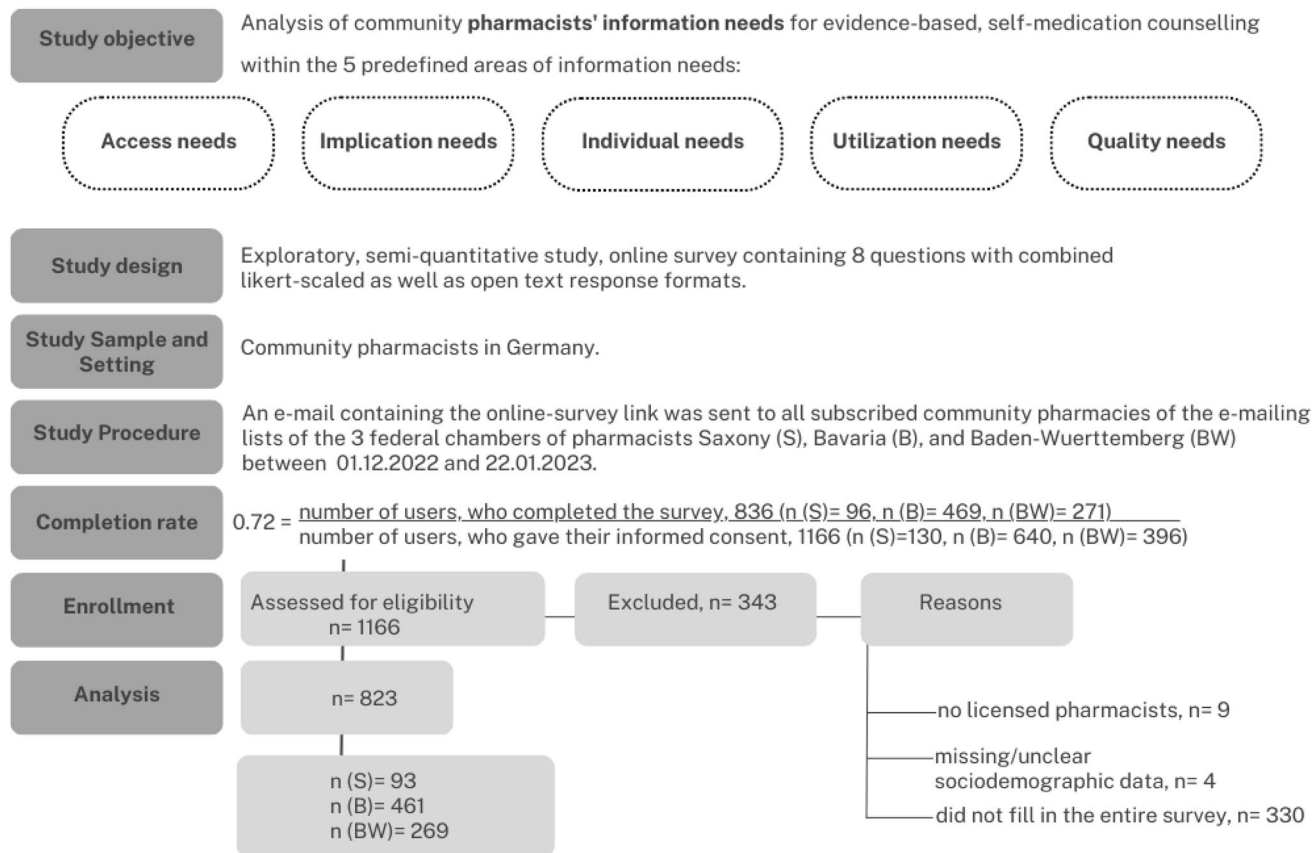 Study objective
Analysis of community pharmacists' information needs for evidence-based, self-medication counselling
within the 5 predefined areas of information needs:
Access needs
Implication needs
Individual needs
Utilization needs
Quality needs
Study design
Exploratory, semi-quantitative study, online survey containing 8 questions with combined
likert-scaled as well as open text response formats.
Study Sample and
Setting
Community pharmacists in Germany.
Study Procedure
An e-mail containing the online-survey link was sent to all subscribed community pharmacies of the e-mailing
lists of the 3 federal chambers of pharmacists Saxony (S), Bavaria (B), and Baden-Wuerttemberg (BW)
between 01.12.2022 and 22.01.2023.
Completion rate
0.72 =
number of users, who completed the survey, 836 (n (S)= 96, n (B)= 469, n (BW)= 271)
number of users, who gave their informed consent, 1166 (n (S)=130, n (B)= 640, n (BW)= 396)
Enrollment
Assessed for eligibility
n= 1166
Excluded, n= 343
Reasons
Analysis
n= 823
no licensed pharmacists, n= 9
missing/unclear
sociodemographic data, n= 4
did not fill in the entire survey, n= 330
n (S)= 93
n (B)= 461
n (BW)= 269